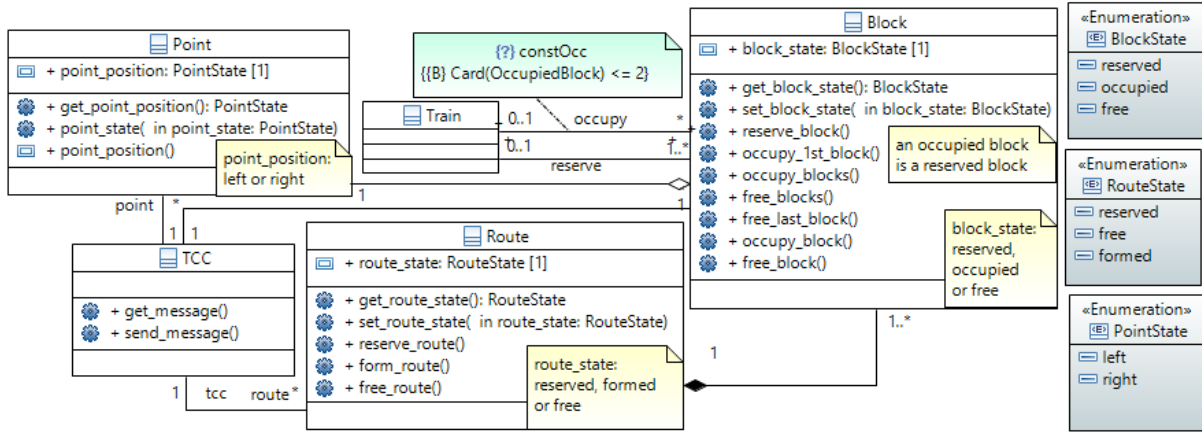 Point
+ point_position: PointState [1]
+ get_point_position(): PointState
+ point_state( in point_state: PointState)
+ point_position()
point_position:
left or right
{?} constOcc
{{B} Card(OccupiedBlock) <= 2}
Train
0..1
occupy
*
+
0..1
1..*
reserve
Block
+ block_state: BlockState [1]
+ get_block_state(): BlockState
+ set_block_state( in block_state: BlockState)
+ reserve_block()
+ occupy_1st_block()
+ occupy_blocks()
+ free_blocks()
+ free_last_block()
+ occupy_block()
+ free_block()
an occupied block
is a reserved block
block_state:
reserved,
occupied
or free
«Enumeration»
<E> BlockState
reserved
occupied
free
«Enumeration»
<E> RouteState
reserved
free
formed
«Enumeration»
<E> PointState
left
right
point
*
1
1
1
1
TCC
+ get_message()
+ send_message()
1
tcc
route*
Route
+ route_state: RouteState [1]
+ get_route_state(): RouteState
+ set_route_state( in route_state: RouteState)
+ reserve_route()
+ form_route()
+ free_route()
route_state:
reserved, formed
or free
1
1..*